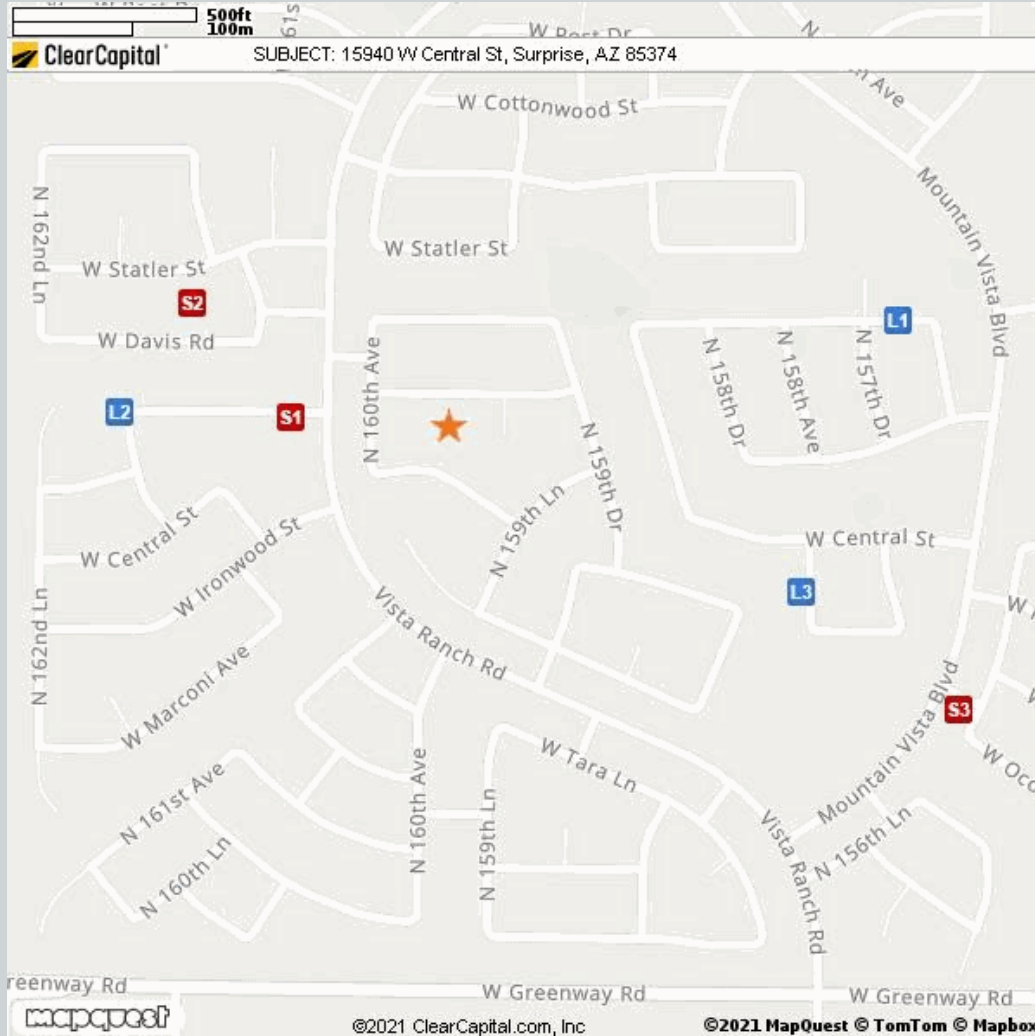 500ft
100m
ClearCapital
SUBJECT: 15940 W Central St, Surprise, AZ 85374
W Post Dr
W Cottonwood St
Mountain Vista Blvd
N 162nd Ln
W Statler St
W Statler St
S2
W Davis Rd
L1
N 160th Ave
N 158th Dr
N 158th Ave
N 157th Dr
L2
S1
N 159th Dr
N 159th Ln
W Central St
W Central St
W Ironwood St
L3
N 162nd Ln
Vista Ranch Rd
W Marconi Ave
Mountain Vista Blvd
S3
N 161st Ave
N 160th Ave
W Tara Ln
N 159th Ln
Vista Ranch Rd
N 156th Ln
N 160th Ln
reenway Rd
W Greenway Rd
W Greenway Rd
mapquest
©2021 ClearCapital.com, Inc
©2021 MapQuest © TomTom © Mapbox